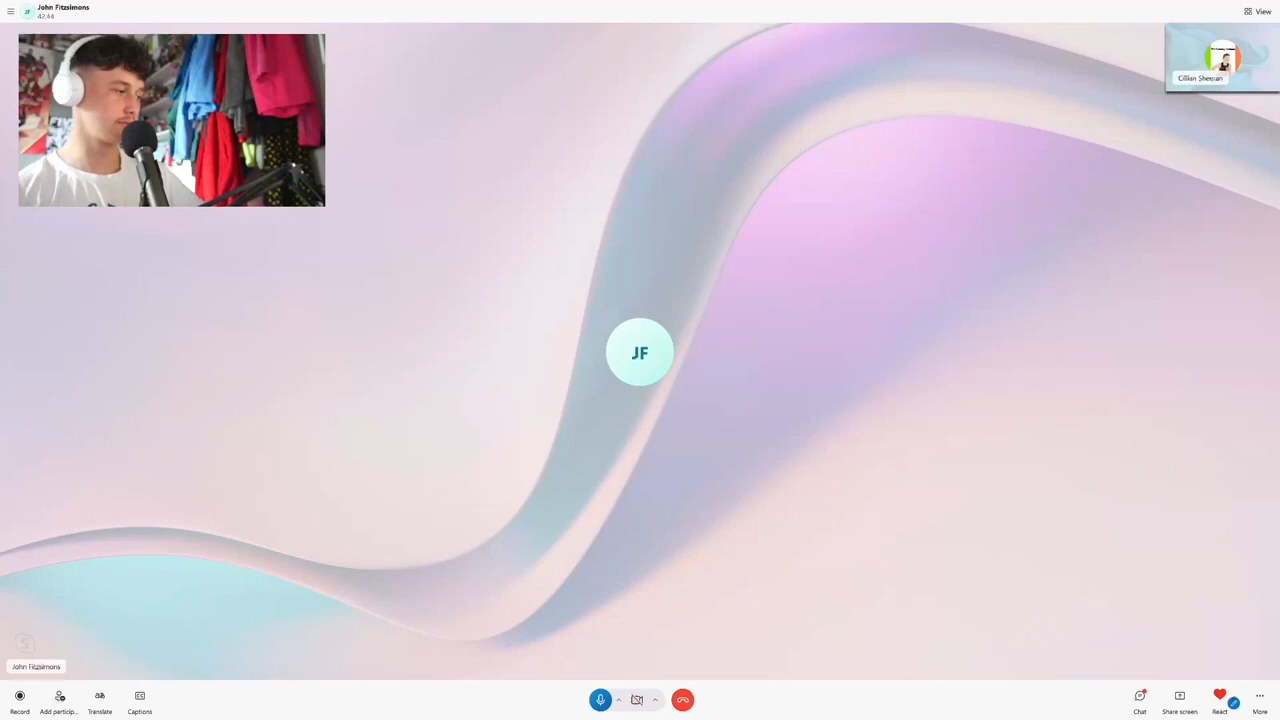 John Fitzsimons
42:44
View
Cillian Sheeran
JF
John Fitzsimons
Record
Add particip...
Translate
Captions
Chat
Share screen
React
More